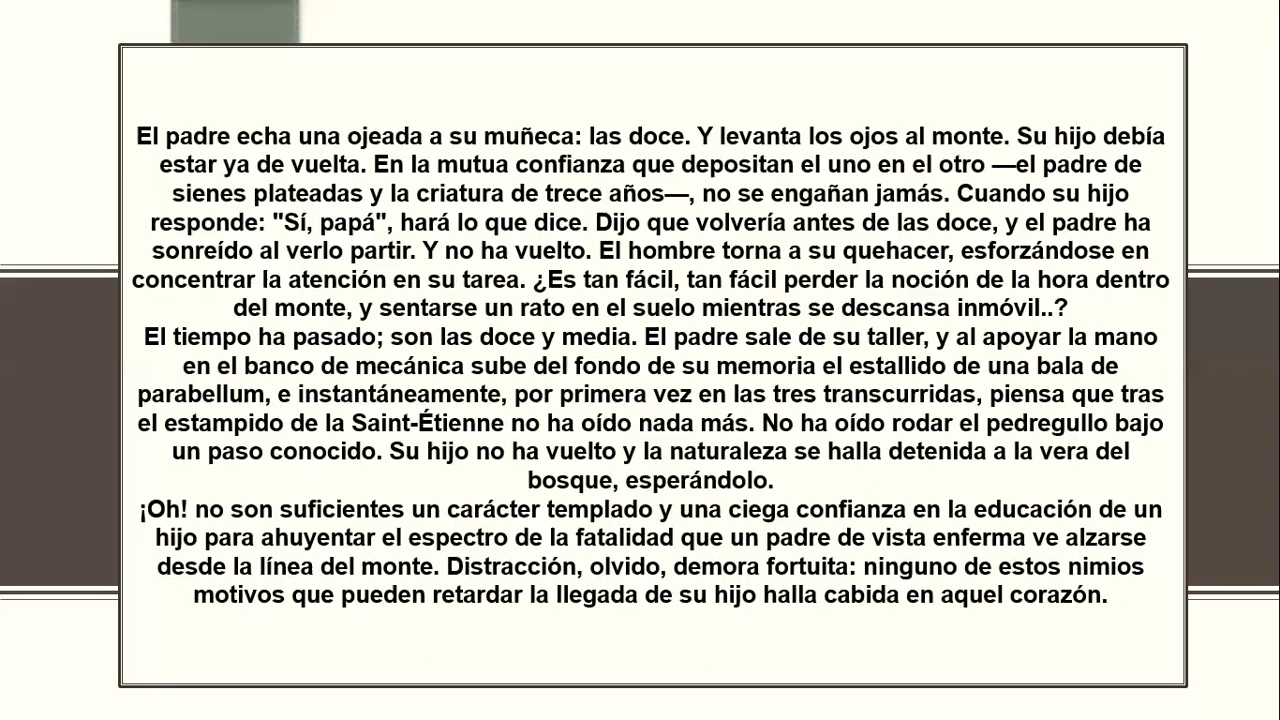 El padre echa una ojeada a su muñeca: las doce. Y levanta los ojos al monte. Su hijo debía
estar ya de vuelta. En la mutua confianza que depositan el uno en el otro —el padre de
sienes plateadas y la criatura de trece años—, no se engañan jamás. Cuando su hijo
responde: "Sí, papá", hará lo que dice. Dijo que volvería antes de las doce, y el padre ha
sonreído al verlo partir. Y no ha vuelto. El hombre torna a su quehacer, esforzándose en
concentrar la atención en su tarea. ¿Es tan fácil, tan fácil perder la noción de la hora dentro
del monte, y sentarse un rato en el suelo mientras se descansa inmóvil..?
El tiempo ha pasado; son las doce y media. El padre sale de su taller, y al apoyar la mano
en el banco de mecánica sube del fondo de su memoria el estallido de una bala de
parabellum, e instantáneamente, por primera vez en las tres transcurridas, piensa que tras
el estampido de la Saint-Étienne no ha oído nada más. No ha oído rodar el pedregullo bajo
un paso conocido. Su hijo no ha vuelto y la naturaleza se halla detenida a la vera del
bosque, esperándolo.
¡Oh! no son suficientes un carácter templado y una ciega confianza en la educación de un
hijo para ahuyentar el espectro de la fatalidad que un padre de vista enferma ve alzarse
desde la línea del monte. Distracción, olvido, demora fortuita: ninguno de estos nimios
motivos que pueden retardar la llegada de su hijo halla cabida en aquel corazón.